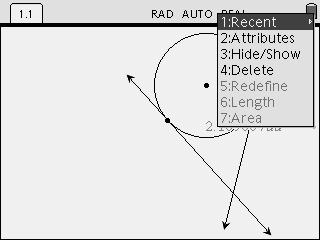 1.1
RAD AUTO REAL
1:Recent
2:Attributes
3:Hide/Show
4:Delete
5:Redefine
6:Length
7:Area